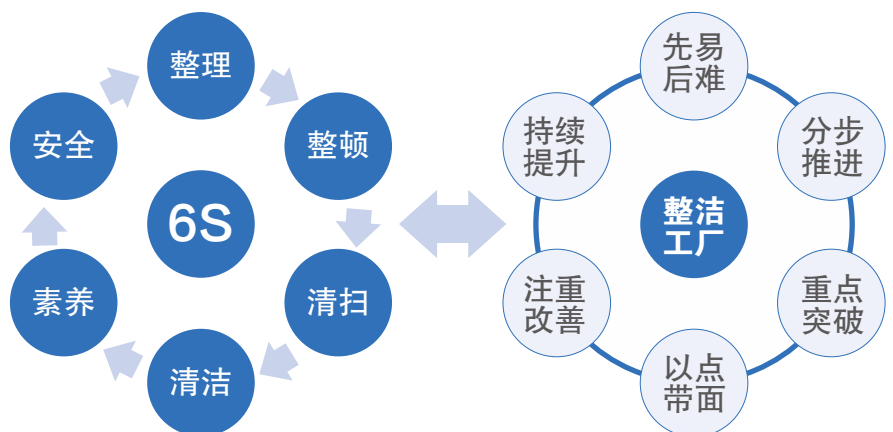 整理
整顿
清扫
清洁
素养
安全
6S
先易
后难
分步
推进
重点
突破
以点
带面
注重
改善
持续
提升
整洁
工厂